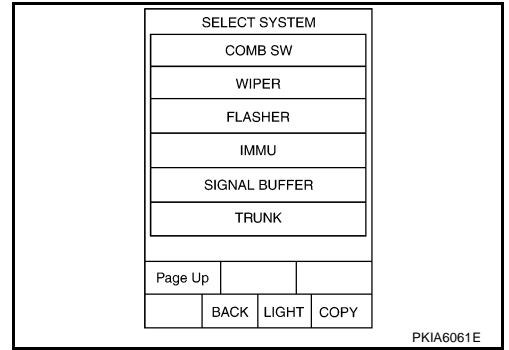 SELECT SYSTEM
COMB SW
WIPER
FLASHER
IMMU
SIGNAL BUFFER
TRUNK
Page Up
BACK LIGHT COPY
PKIA6061E